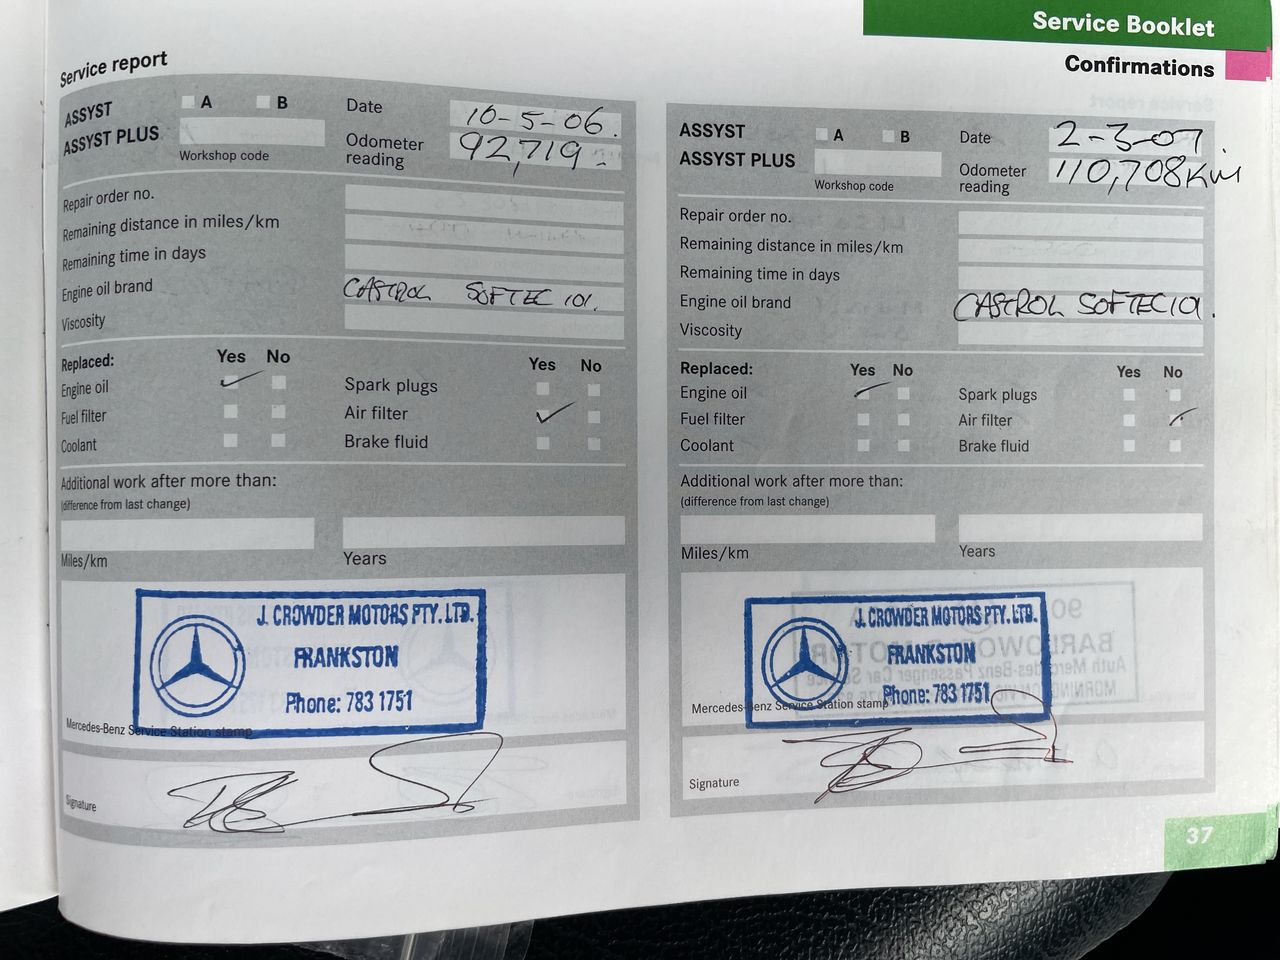 Service Booklet
Confirmations
Service report
ASSYST
ASSYST PLUS
A
B
Workshop code
Date
10-5-06.
Odometer reading
92,719-
Repair order no.
Remaining distance in miles/km
Remaining time in days
Engine oil brand
CASTROL SOFTEC 101.
Viscosity
Replaced:
Yes No
Yes No
Engine oil
Spark plugs
Fuel filter
Air filter
Coolant
Brake fluid
Additional work after more than:
(difference from last change)
Miles/km
Years
J. CROWDER MOTORS PTY. LTD.
FRANKSTON
Phone: 783 1751
Mercedes-Benz Service Station stamp
Signature
ASSYST
ASSYST PLUS
A
B
Workshop code
Date
2-3-07.
Odometer reading
110,708KM
Repair order no.
Remaining distance in miles/km
Remaining time in days
Engine oil brand
CASTROL SOFTEC 101.
Viscosity
Replaced:
Yes No
Yes No
Engine oil
Spark plugs
Fuel filter
Air filter
Coolant
Brake fluid
Additional work after more than:
(difference from last change)
Miles/km
Years
J. CROWDER MOTORS PTY. LTD.
FRANKSTON
Phone: 783 1751
Mercedes-Benz Service Station stamp
Signature
37